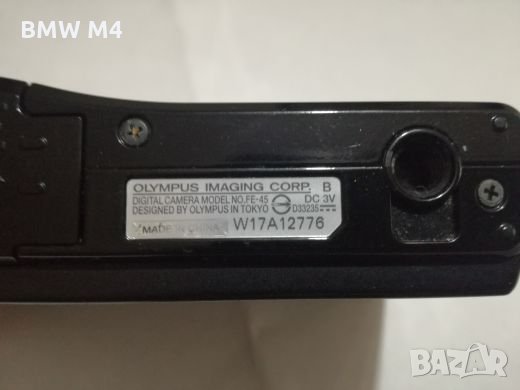 BMW M4
OLYMPUS IMAGING CORP. B
DIGITAL CAMERA MODEL NO.FE-45 DC 3V
DESIGNED BY OLYMPUS IN TOKYO D33235
MADE IN CHINA W17A12776
BAZAR